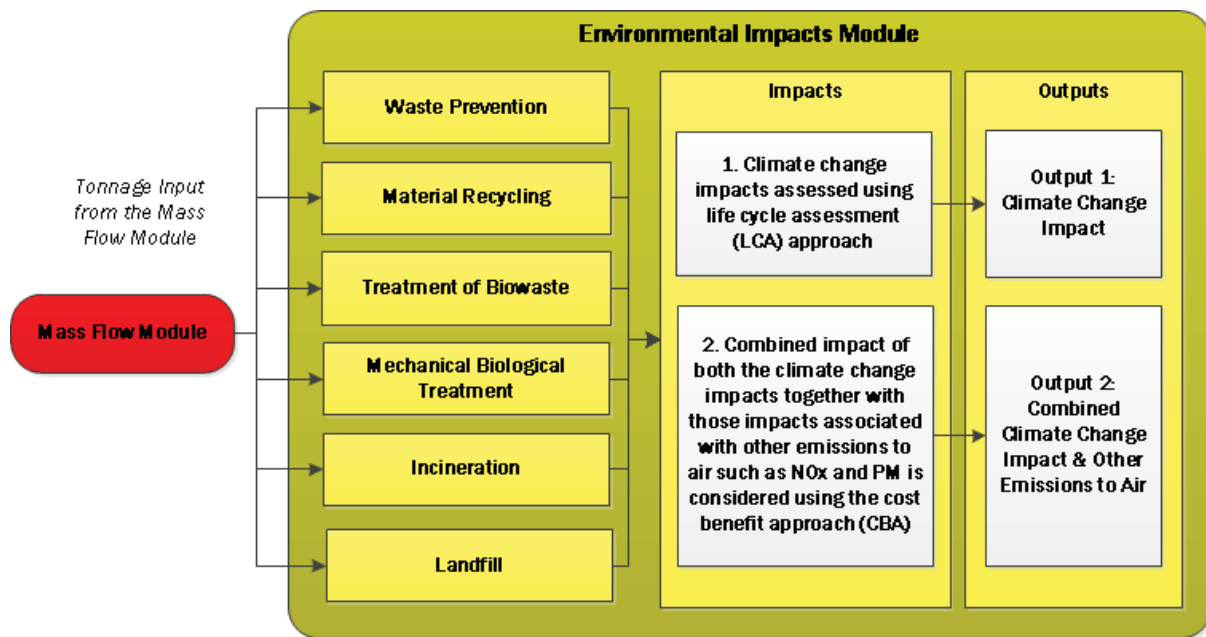 Environmental Impacts Module
Tonnage Input
from the Mass
Flow Module
Mass Flow Module
Waste Prevention
Material Recycling
Treatment of Biowaste
Mechanical Biological
Treatment
Incineration
Landfill
Impacts
1. Climate change
impacts assessed using
life cycle assessment
(LCA) approach
2. Combined impact of
both the climate change
impacts together with
those impacts associated
with other emissions to
air such as NOx and PM is
considered using the cost
benefit approach (CBA)
Outputs
Output 1:
Climate Change
Impact
Output 2:
Combined
Climate Change
Impact & Other
Emissions to Air